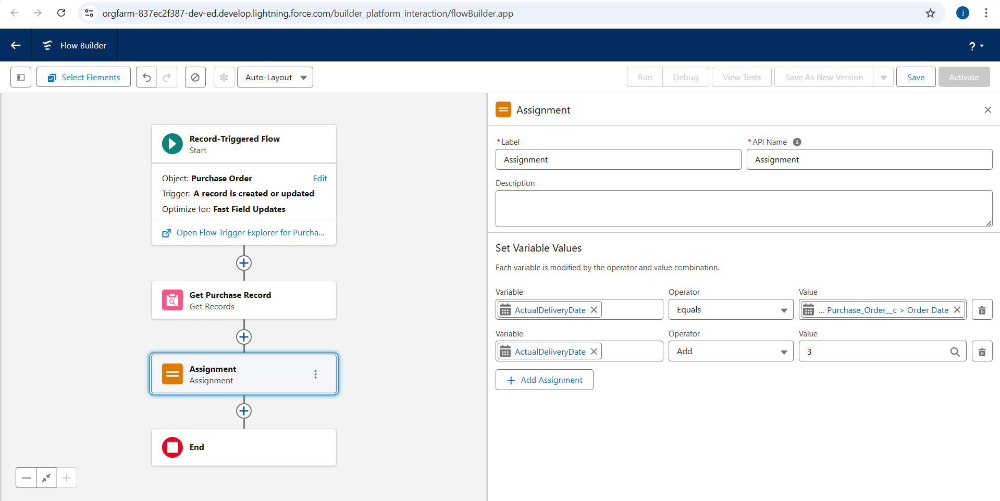 orgfarm-837ec2f387-dev-ed.develop.lightning.force.com/builder_platform_interaction/flowBuilder.app
j
Flow Builder
?
Select Elements
Auto-Layout
Run
Debug
View Tests
Save As New Version
Save
Activate
Record-Triggered Flow
Start
Object: Purchase Order
Edit
Trigger: A record is created or updated
Optimize for: Fast Field Updates
Open Flow Trigger Explorer for Purcha...
Get Purchase Record
Get Records
Assignment
Assignment
End
Assignment
* Label
* API Name
Assignment
Assignment
Description
Set Variable Values
Each variable is modified by the operator and value combination.
Variable
Operator
Value
ActualDeliveryDate
Equals
... Purchase_Order__c > Order Date
Variable
Operator
Value
ActualDeliveryDate
Add
3
Add Assignment